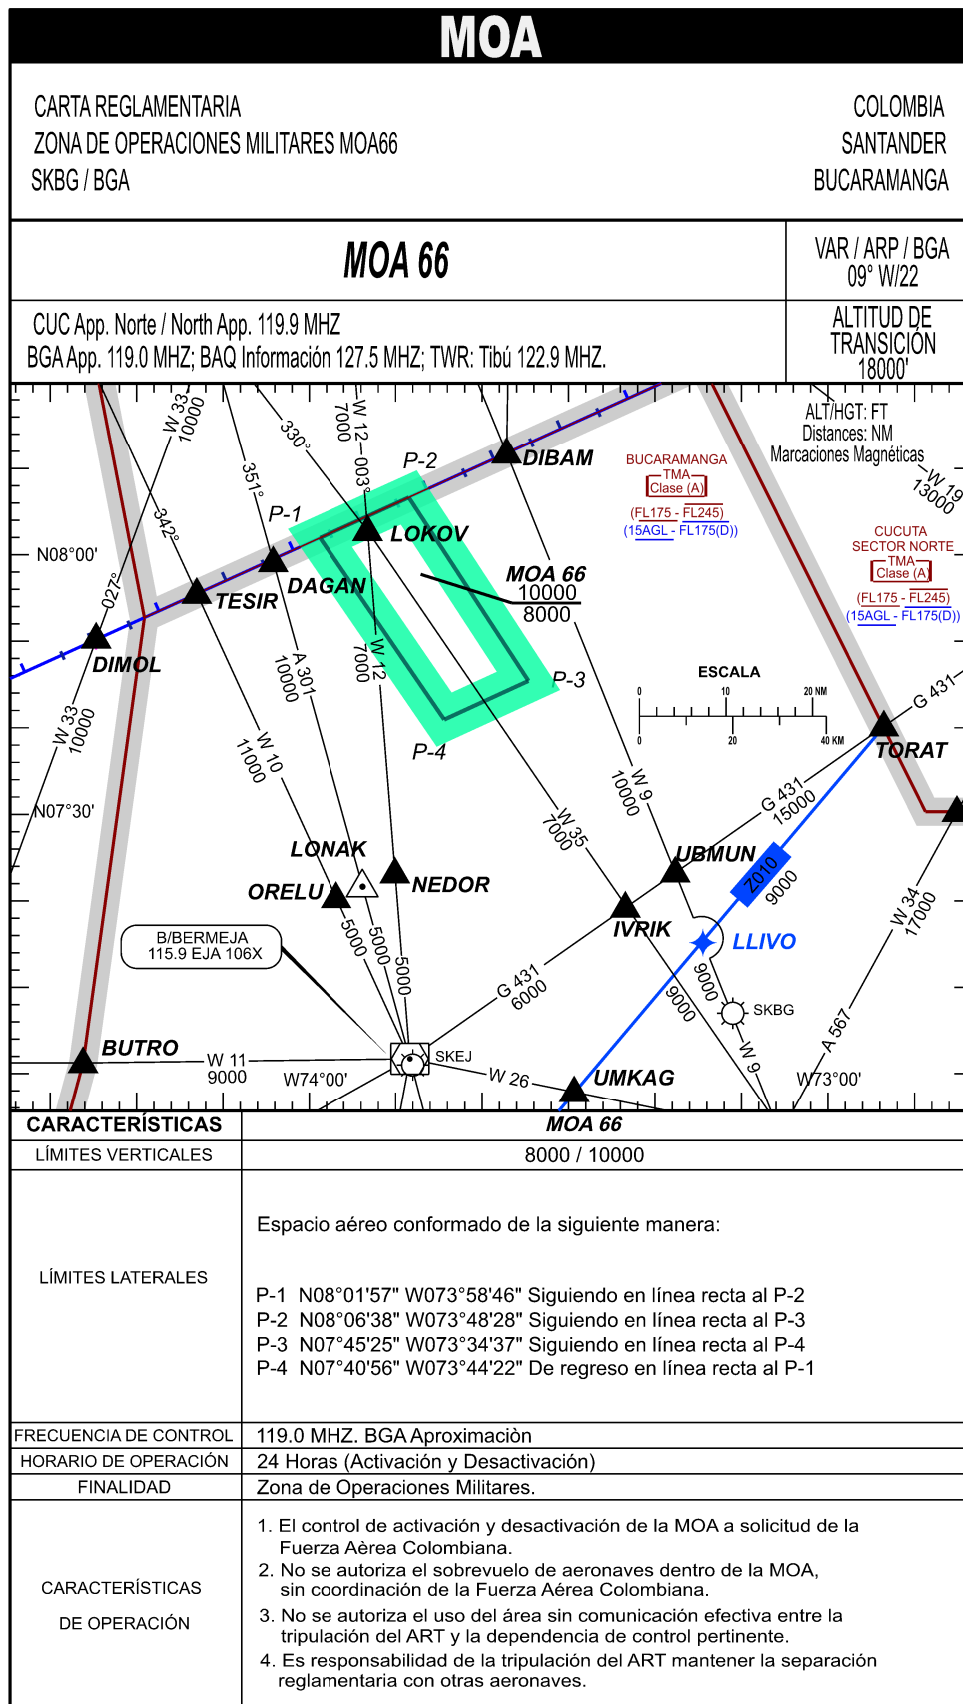 MOA
CARTA REGLAMENTARIA
ZONA DE OPERACIONES MILITARES MOA66
SKBG / BGA
COLOMBIA
SANTANDER
BUCARAMANGA
MOA 66
VAR / ARP / BGA
09° W/22
CUC App. Norte / North App. 119.9 MHZ
BGA App. 119.0 MHZ; BAQ Información 127.5 MHZ; TWR: Tibú 122.9 MHZ.
ALTITUD DE
TRANSICIÓN
18000'
ALT/HGT: FT
Distances: NM
Marcaciones Magnéticas
W 33
10000
W 12
7000
003°
330°
351°
342°
027°
P-2
P-1
DIBAM
LOKOV
BUCARAMANGA
TMA
Clase (A)
(FL175 - FL245)
(15AGL - FL175(D))
W 19
13000
CUCUTA
SECTOR NORTE
TMA
Clase (A)
(FL175 - FL245)
(15AGL - FL175(D))
N08°00'
DAGAN
TESIR
DIMOL
MOA 66
10000
8000
W 12
7000
A 301
10000
P-3
P-4
ESCALA
0
10
20 NM
0
20
40 KM
G 431
TORAT
W 33
10000
W 10
11000
W 9
10000
G 431
15000
N07°30'
W 35
7000
LONAK
ORELU
NEDOR
UBMUN
IVRIK
Z010
9000
LLIVO
W 34
17000
B/BERMEJA
115.9 EJA 106X
5000
5000
5000
G 431
6000
9000
9000
SKBG
A 567
BUTRO
W 11
9000
W74°00'
SKEJ
W 26
UMKAG
W 9
W73°00'
CARACTERÍSTICAS
MOA 66
LÍMITES VERTICALES
8000 / 10000
LÍMITES LATERALES
Espacio aéreo conformado de la siguiente manera:
P-1 N08°01'57" W073°58'46" Siguiendo en línea recta al P-2
P-2 N08°06'38" W073°48'28" Siguiendo en línea recta al P-3
P-3 N07°45'25" W073°34'37" Siguiendo en línea recta al P-4
P-4 N07°40'56" W073°44'22" De regreso en línea recta al P-1
FRECUENCIA DE CONTROL
119.0 MHZ. BGA Aproximaciòn
HORARIO DE OPERACIÓN
24 Horas (Activación y Desactivación)
FINALIDAD
Zona de Operaciones Militares.
CARACTERÍSTICAS
DE OPERACIÓN
1. El control de activación y desactivación de la MOA a solicitud de la
Fuerza Aèrea Colombiana.
2. No se autoriza el sobrevuelo de aeronaves dentro de la MOA,
sin coordinación de la Fuerza Aérea Colombiana.
3. No se autoriza el uso del área sin comunicación efectiva entre la
tripulación del ART y la dependencia de control pertinente.
4. Es responsabilidad de la tripulación del ART mantener la separación
reglamentaria con otras aeronaves.